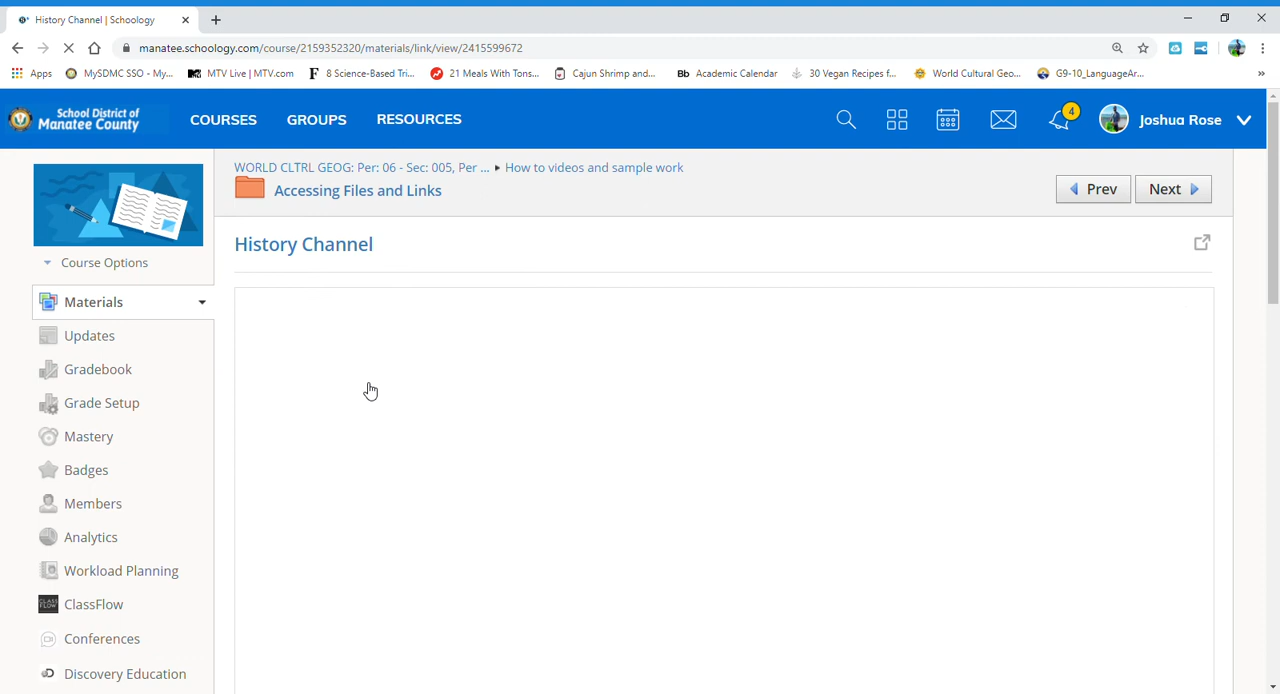 History Channel | Schoology
manatee.schoology.com/course/2159352320/materials/link/view/2415599672
Apps MySDMC SSO - My... MTV Live | MTV.com 8 Science-Based Tri... 21 Meals With Tons... Cajun Shrimp and... Bb Academic Calendar 30 Vegan Recipes f... World Cultural Geo... G9-10_LanguageAr... »
School District of
Manatee County
COURSES GROUPS RESOURCES 4 Joshua Rose
WORLD CLTRL GEOG: Per: 06 - Sec: 005, Per ... How to videos and sample work
Accessing Files and Links
Prev Next
History Channel
Course Options
Materials
Updates
Gradebook
Grade Setup
Mastery
Badges
Members
Analytics
Workload Planning
ClassFlow
Conferences
Discovery Education